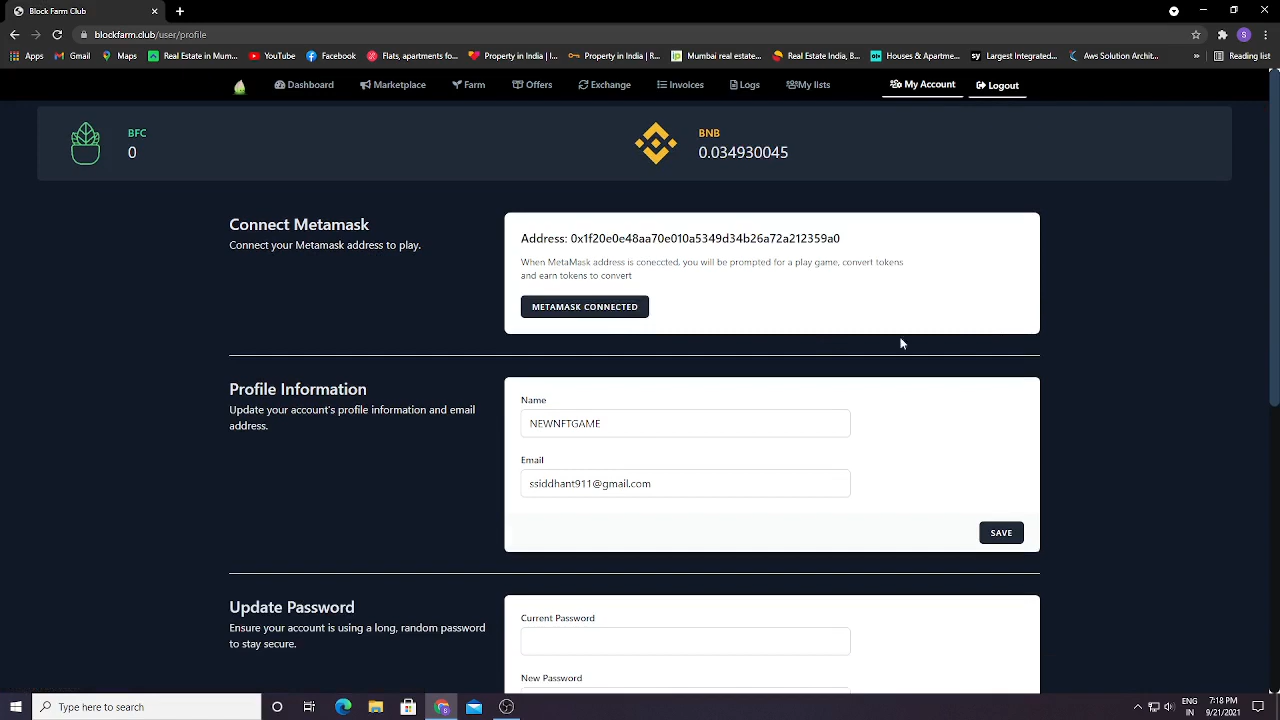 Block Farm Club
blockfarm.club/user/profile
Apps
Gmail
Maps
Real Estate in Mum...
YouTube
Facebook
Flats, apartments fo...
Property in India | R...
Property in India | B...
Mumbai real estate...
Real Estate India, B...
Houses & Apartme...
Largest Integrated...
Aws Solution Archit...
»
Reading list
Dashboard
Marketplace
Farm
Offers
Exchange
Invoices
Logs
My lists
My Account
Logout
BFC
0
BNB
0.034930045
Connect Metamask
Connect your Metamask address to play.
Address: 0x1f20e0e48aa70e010a5349d34b26a72a212359a0
When MetaMask address is coneccted, you will be prompted for a play game, convert tokens
and earn tokens to convert
METAMASK CONNECTED
Profile Information
Update your account's profile information and email
address.
Name
NEWNFTGAME
Email
ssiddhant911@gmail.com
SAVE
Update Password
Ensure your account is using a long, random password
to stay secure.
Current Password
New Password
Type here to search
ENG
IN
7:18 PM
9/21/2021